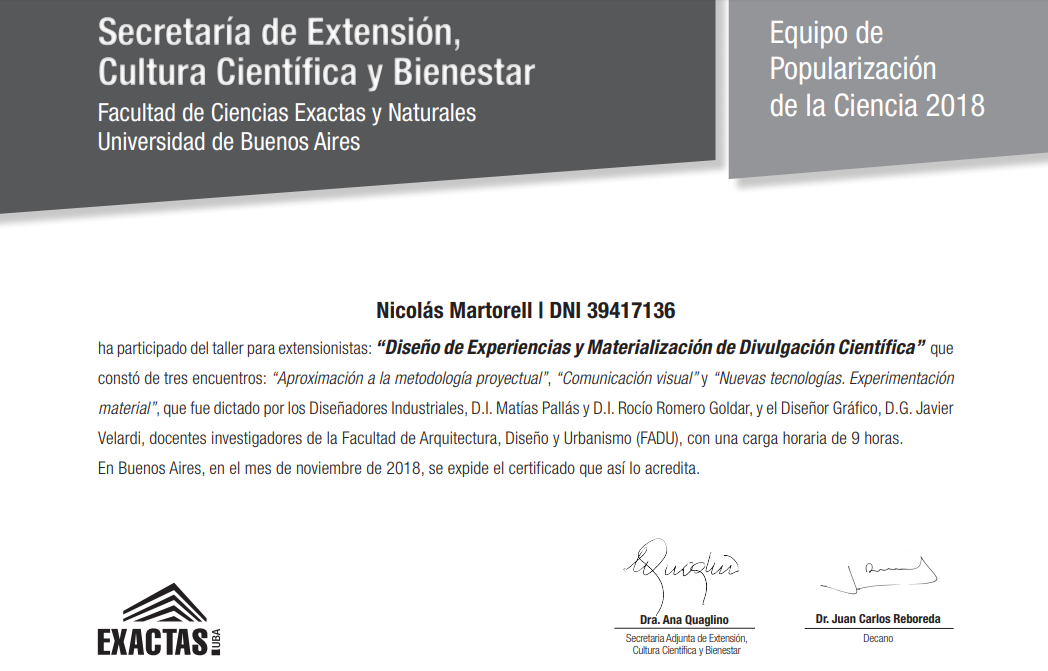 Secretaría de Extensión,
Cultura Científica y Bienestar
Facultad de Ciencias Exactas y Naturales
Universidad de Buenos Aires
Equipo de
Popularización
de la Ciencia 2018
Nicolás Martorell | DNI 39417136
ha participado del taller para extensionistas: “Diseño de Experiencias y Materialización de Divulgación Científica” que
constó de tres encuentros: “Aproximación a la metodología proyectual”, “Comunicación visual” y “Nuevas tecnologías. Experimentación
material”, que fue dictado por los Diseñadores Industriales, D.I. Matías Pallás y D.I. Rocío Romero Goldar, y el Diseñor Gráfico, D.G. Javier
Velardi, docentes investigadores de la Facultad de Arquitectura, Diseño y Urbanismo (FADU), con una carga horaria de 9 horas.
En Buenos Aires, en el mes de noviembre de 2018, se expide el certificado que así lo acredita.
EXACTAS UBA
Dra. Ana Quaglino
Secretaria Adjunta de Extensión,
Cultura Científica y Bienestar
Dr. Juan Carlos Reboreda
Decano